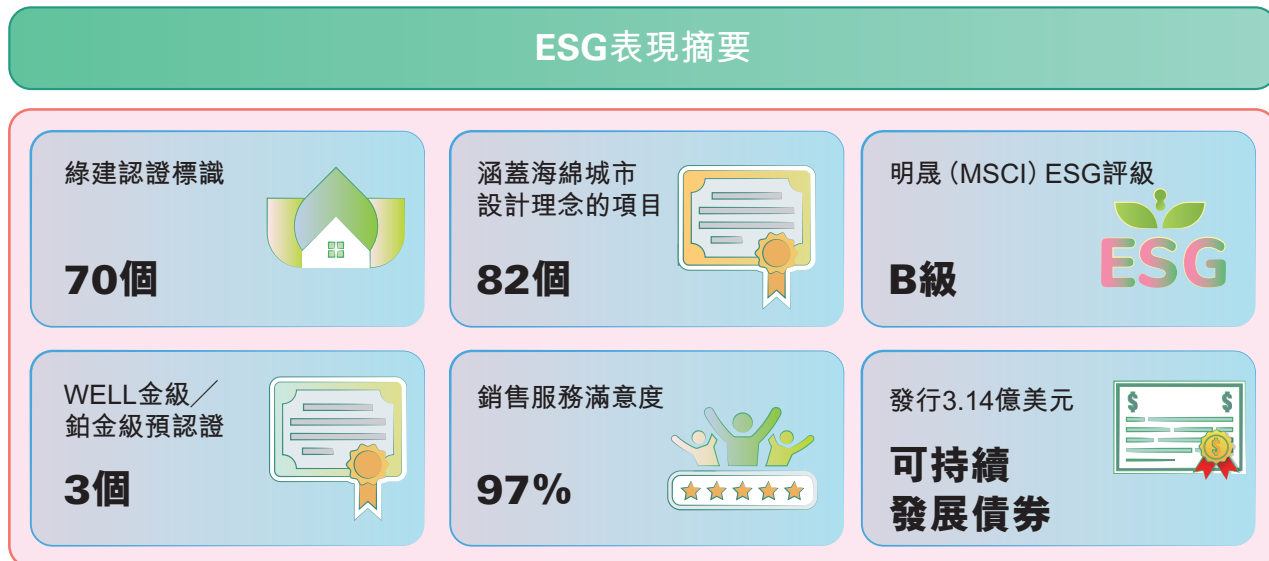 ESG表現摘要
綠建認證標識
70個
涵蓋海綿城市
設計理念的項目
82個
明晟(MSCI)ESG評級
ESG
B級
WELL金級／
鉑金級預認證
3個
銷售服務滿意度
97%
發行3.14億美元
可持續
發展債券
$ $
$